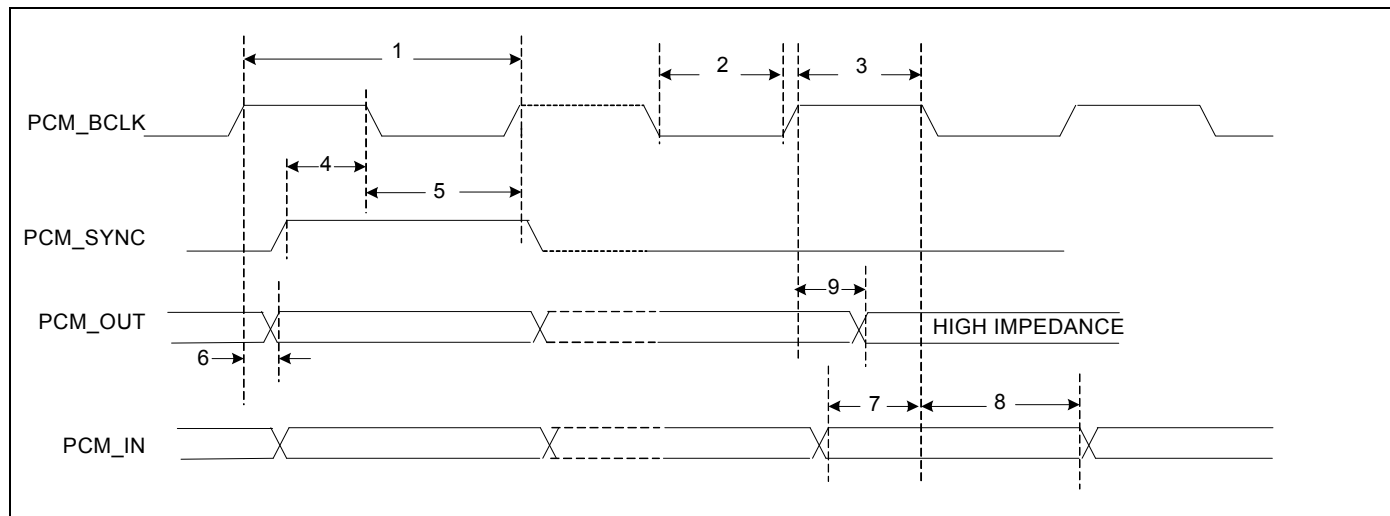 1
2
3
PCM_BCLK
4
5
PCM_SYNC
9
PCM_OUT
HIGH IMPEDANCE
6
7
8
PCM_IN